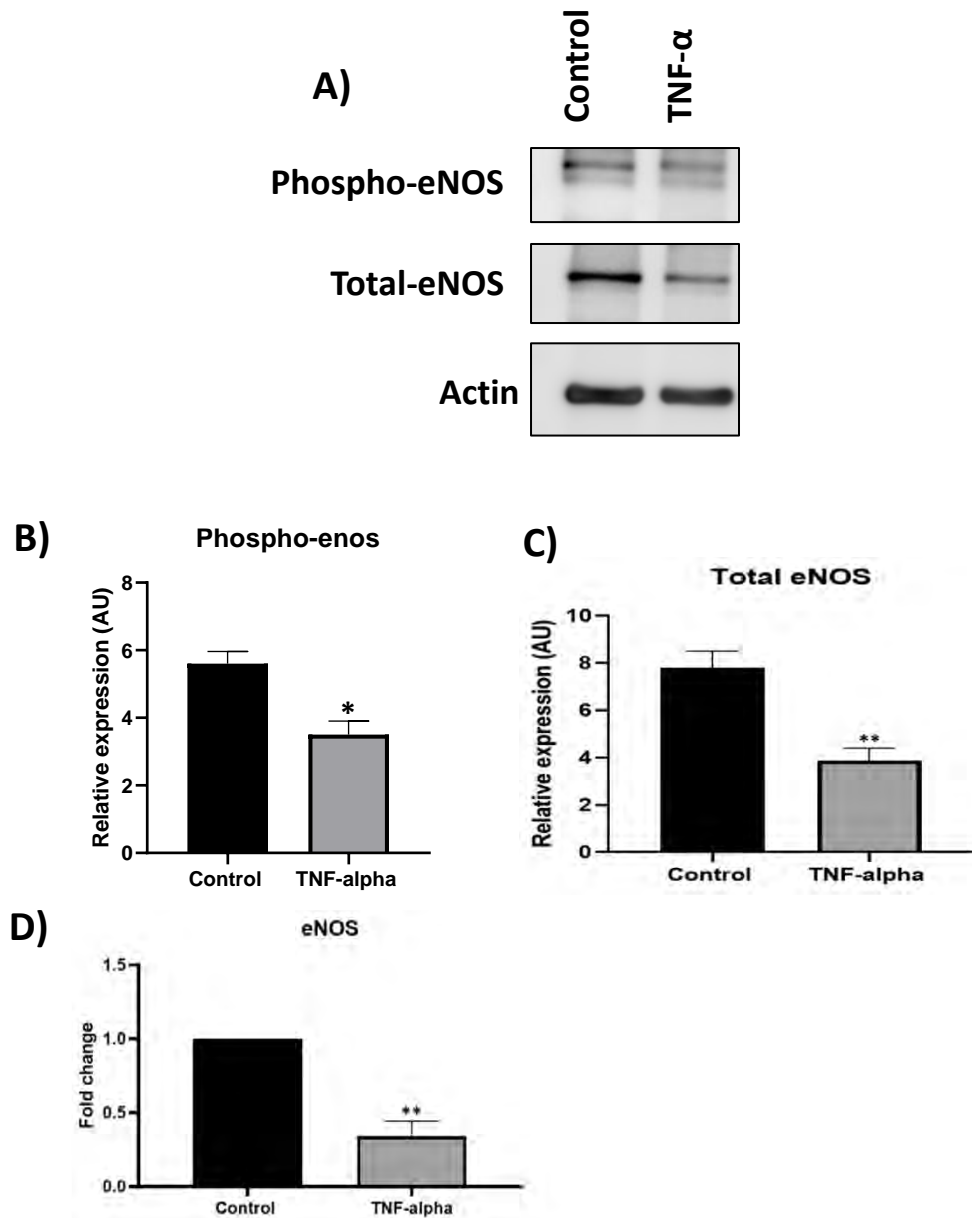 A)
Control
TNF-α
Phospho-eNOS
Total-eNOS
Actin
B)
Phospho-enos
Relative expression (AU)
8
6
4
2
0
*
Control TNF-alpha
C)
Total eNOS
Relative expression (AU)
10
8
6
4
2
0
**
Control TNF-alpha
D)
eNOS
Fold change
1.5
1.0
0.5
0.0
**
Control TNF-alpha